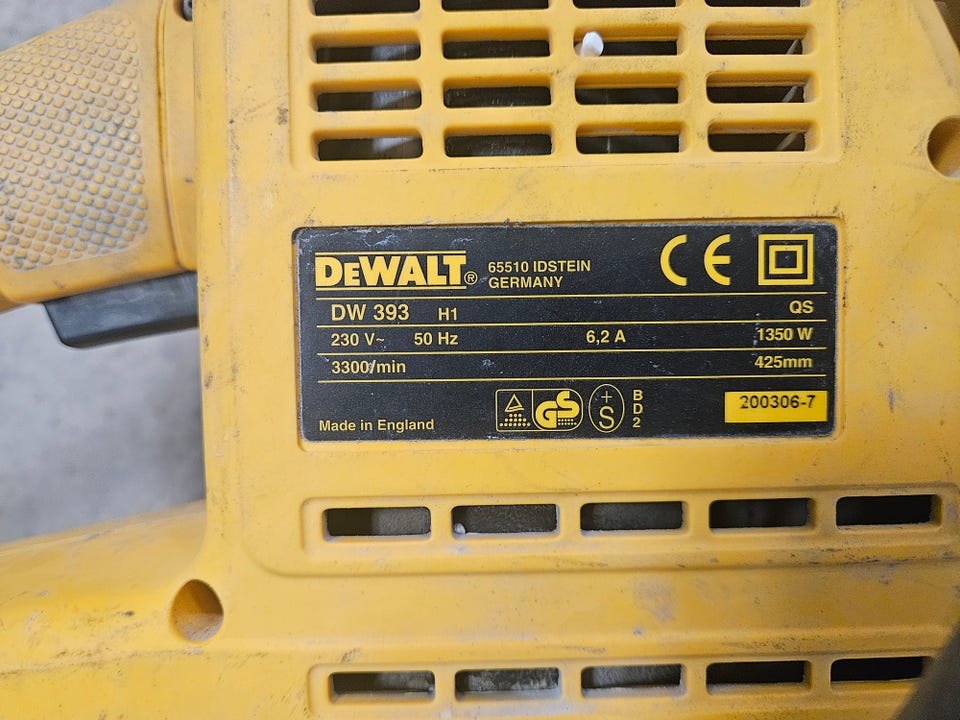 DEWALT® 65510 IDSTEIN
GERMANY
CE
DW 393 H1 QS
230 V~ 50 Hz 6,2 A 1350 W
3300/min 425mm
Made in England
GS
+
S
BD2
200306-7